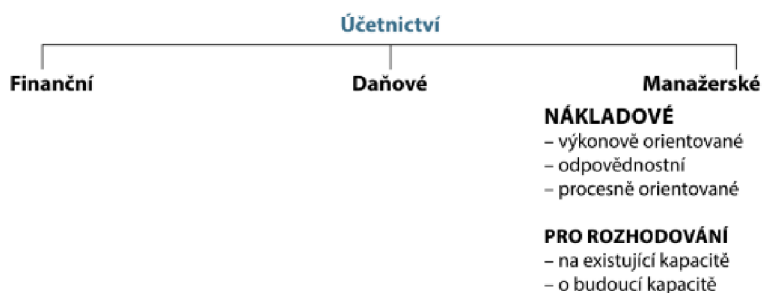 Účetnictví
Finanční
Daňové
Manažerské
NÁKLADOVÉ
– výkonově orientované
– odpovědnostní
– procesně orientované
PRO ROZHODOVÁNÍ
– na existující kapacitě
– o budoucí kapacitě